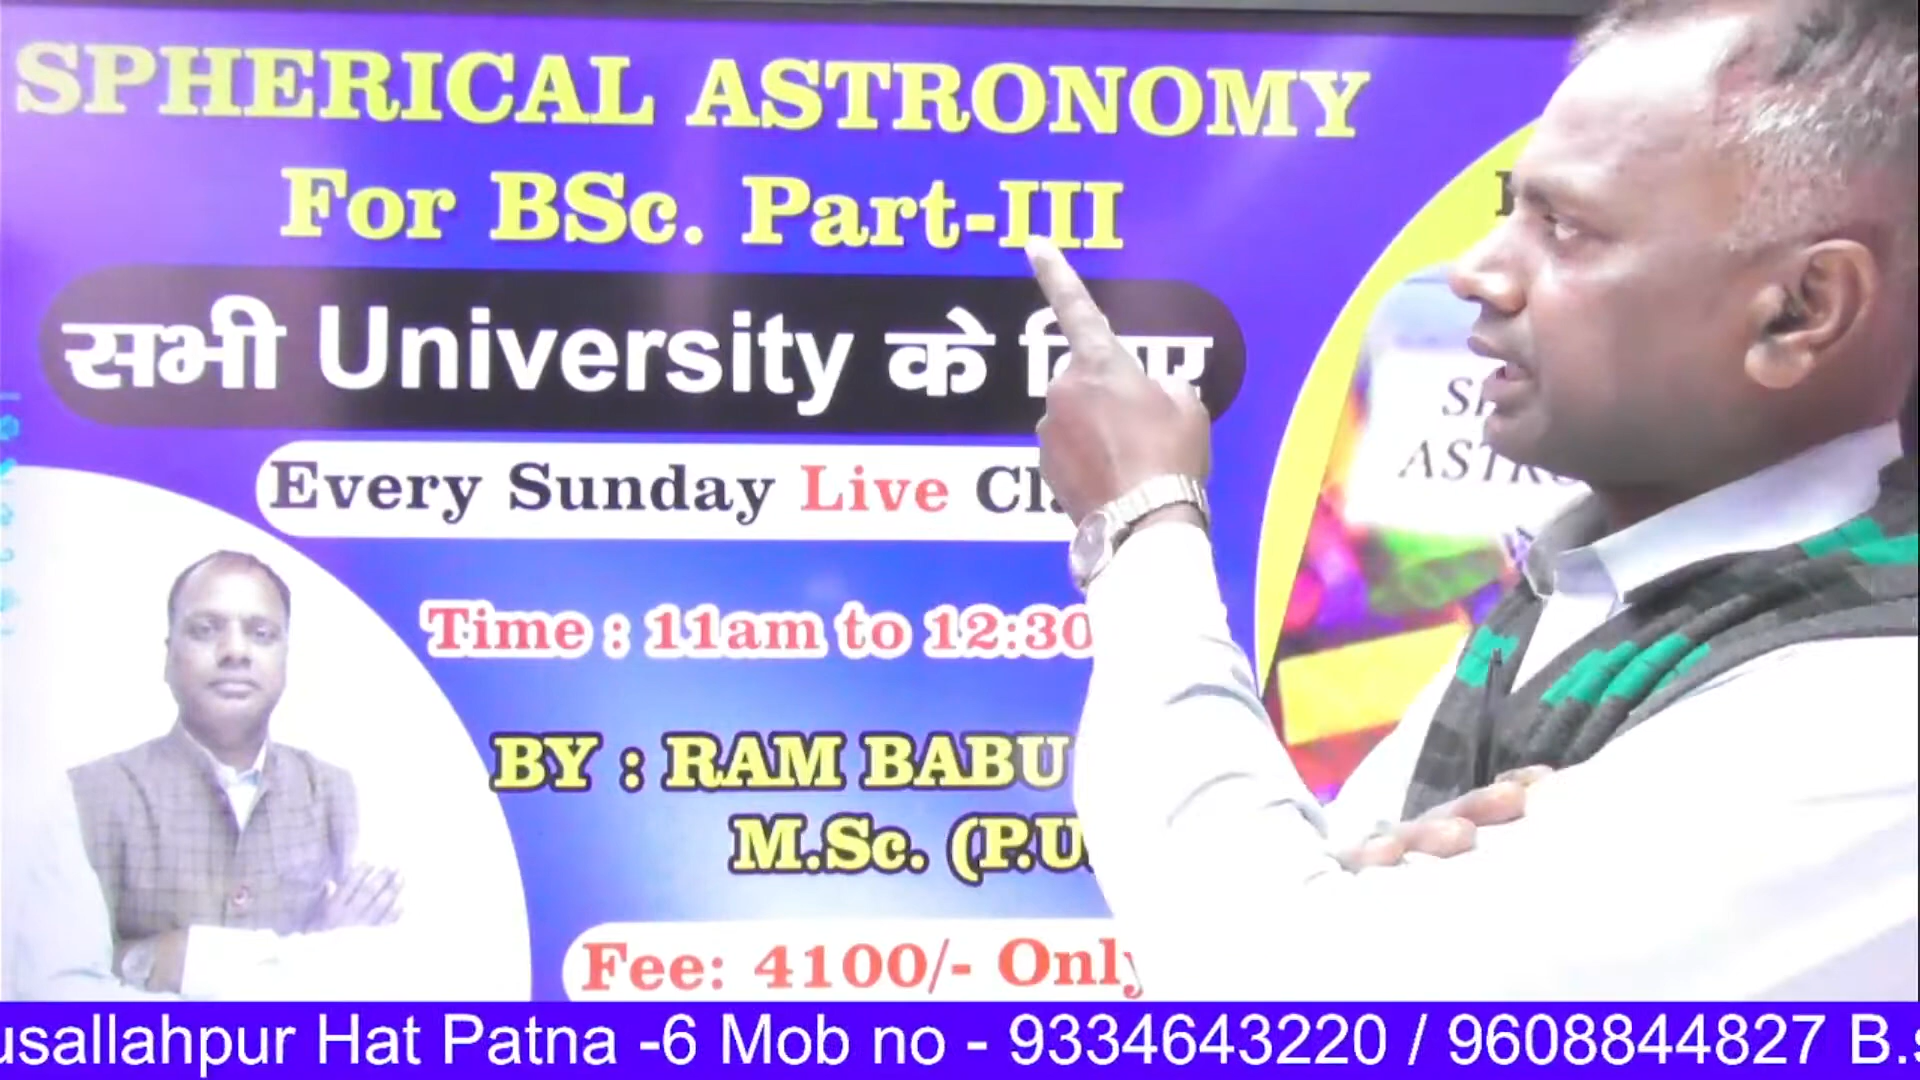 SPHERICAL ASTRONOMY
For BSc. Part-III
सभी University के
Every Sunday Live
Time : 11am to 12:30
BY : RAM BABU
M.Sc. (P.U.
Fee: 4100/- Only
Hat Patna -6 Mob no - 9334643220 / 9608844827